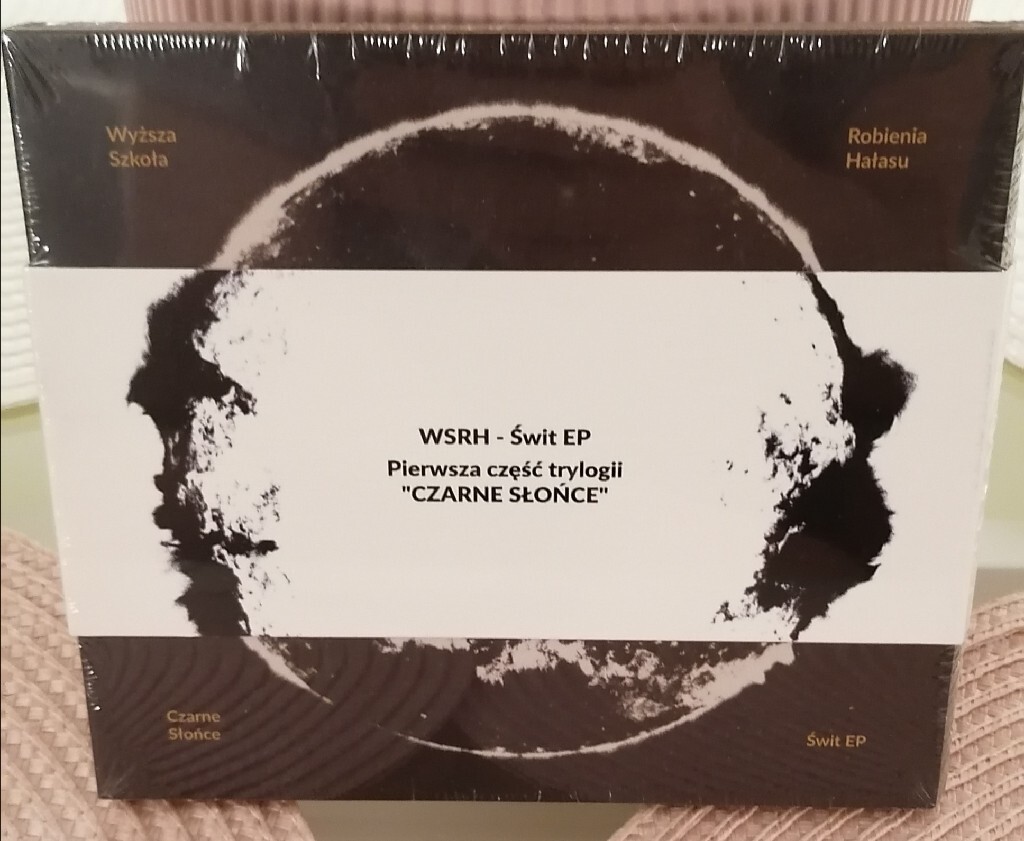 Wyższa
Szkoła
Robienia
Hałasu
WSRH - Świt EP
Pierwsza część trylogii
"CZARNE SŁOŃCE"
Czarne
Słońce
Świt EP